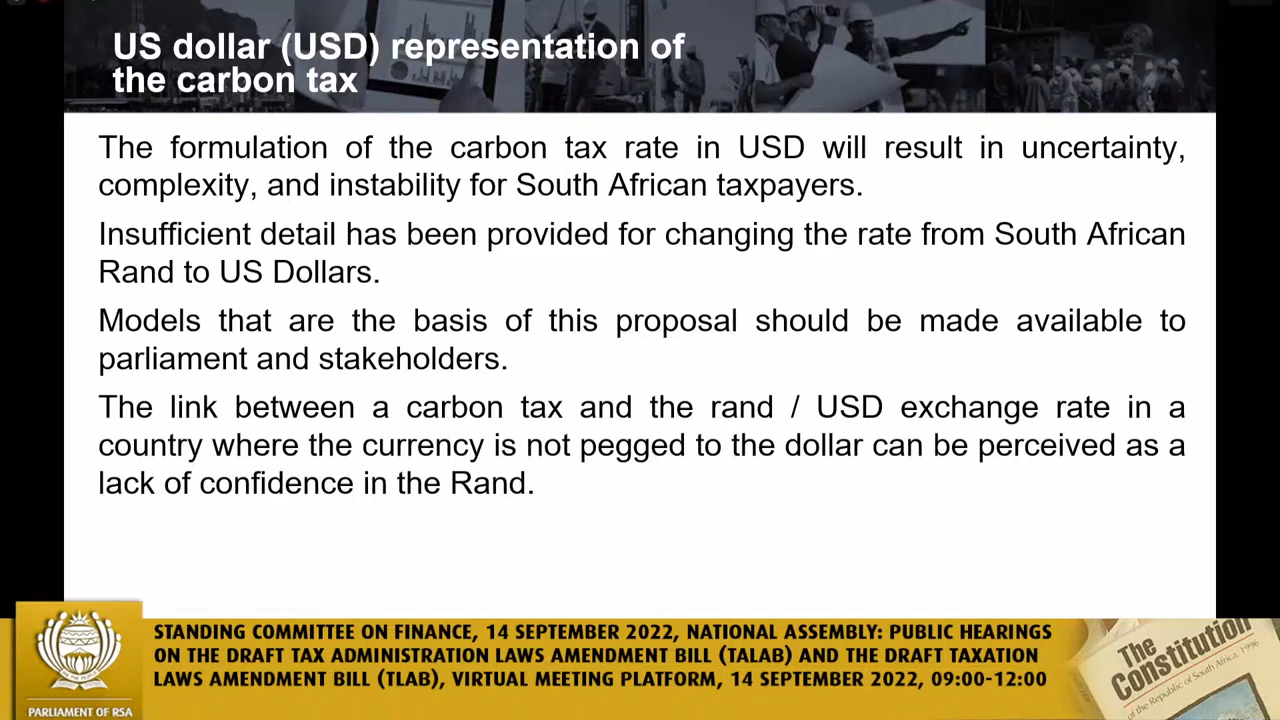 US dollar (USD) representation of
the carbon tax
The formulation of the carbon tax rate in USD will result in uncertainty,
complexity, and instability for South African taxpayers.
Insufficient detail has been provided for changing the rate from South African
Rand to US Dollars.
Models that are the basis of this proposal should be made available to
parliament and stakeholders.
The link between a carbon tax and the rand / USD exchange rate in a
country where the currency is not pegged to the dollar can be perceived as a
lack of confidence in the Rand.
STANDING COMMITTEE ON FINANCE, 14 SEPTEMBER 2022, NATIONAL ASSEMBLY: PUBLIC HEARINGS
ON THE DRAFT TAX ADMINISTRATION LAWS AMENDMENT BILL (TALAB) AND THE DRAFT TAXATION
LAWS AMENDMENT BILL (TLAB), VIRTUAL MEETING PLATFORM, 14 SEPTEMBER 2022, 09:00-12:00
PARLIAMENT OF RSA
The
Constitution
of the Republic of South Africa, 1996